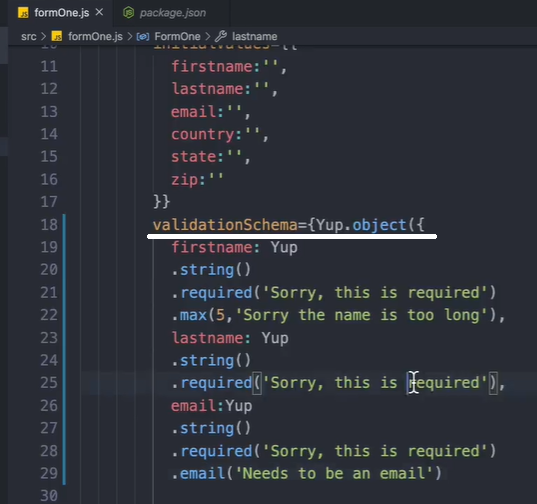 JS formOne.js ×
package.json
src > JS formOne.js > FormOne > lastname
10 initialValues={{
11 firstname:'',
12 lastname:'',
13 email:'',
14 country:'',
15 state:'',
16 zip:''
17 }}
18 validationSchema={Yup.object({
19 firstname: Yup
20 .string()
21 .required('Sorry, this is required')
22 .max(5,'Sorry the name is too long'),
23 lastname: Yup
24 .string()
25 .required('Sorry, this is required'),
26 email:Yup
27 .string()
28 .required('Sorry, this is required')
29 .email('Needs to be an email')
30